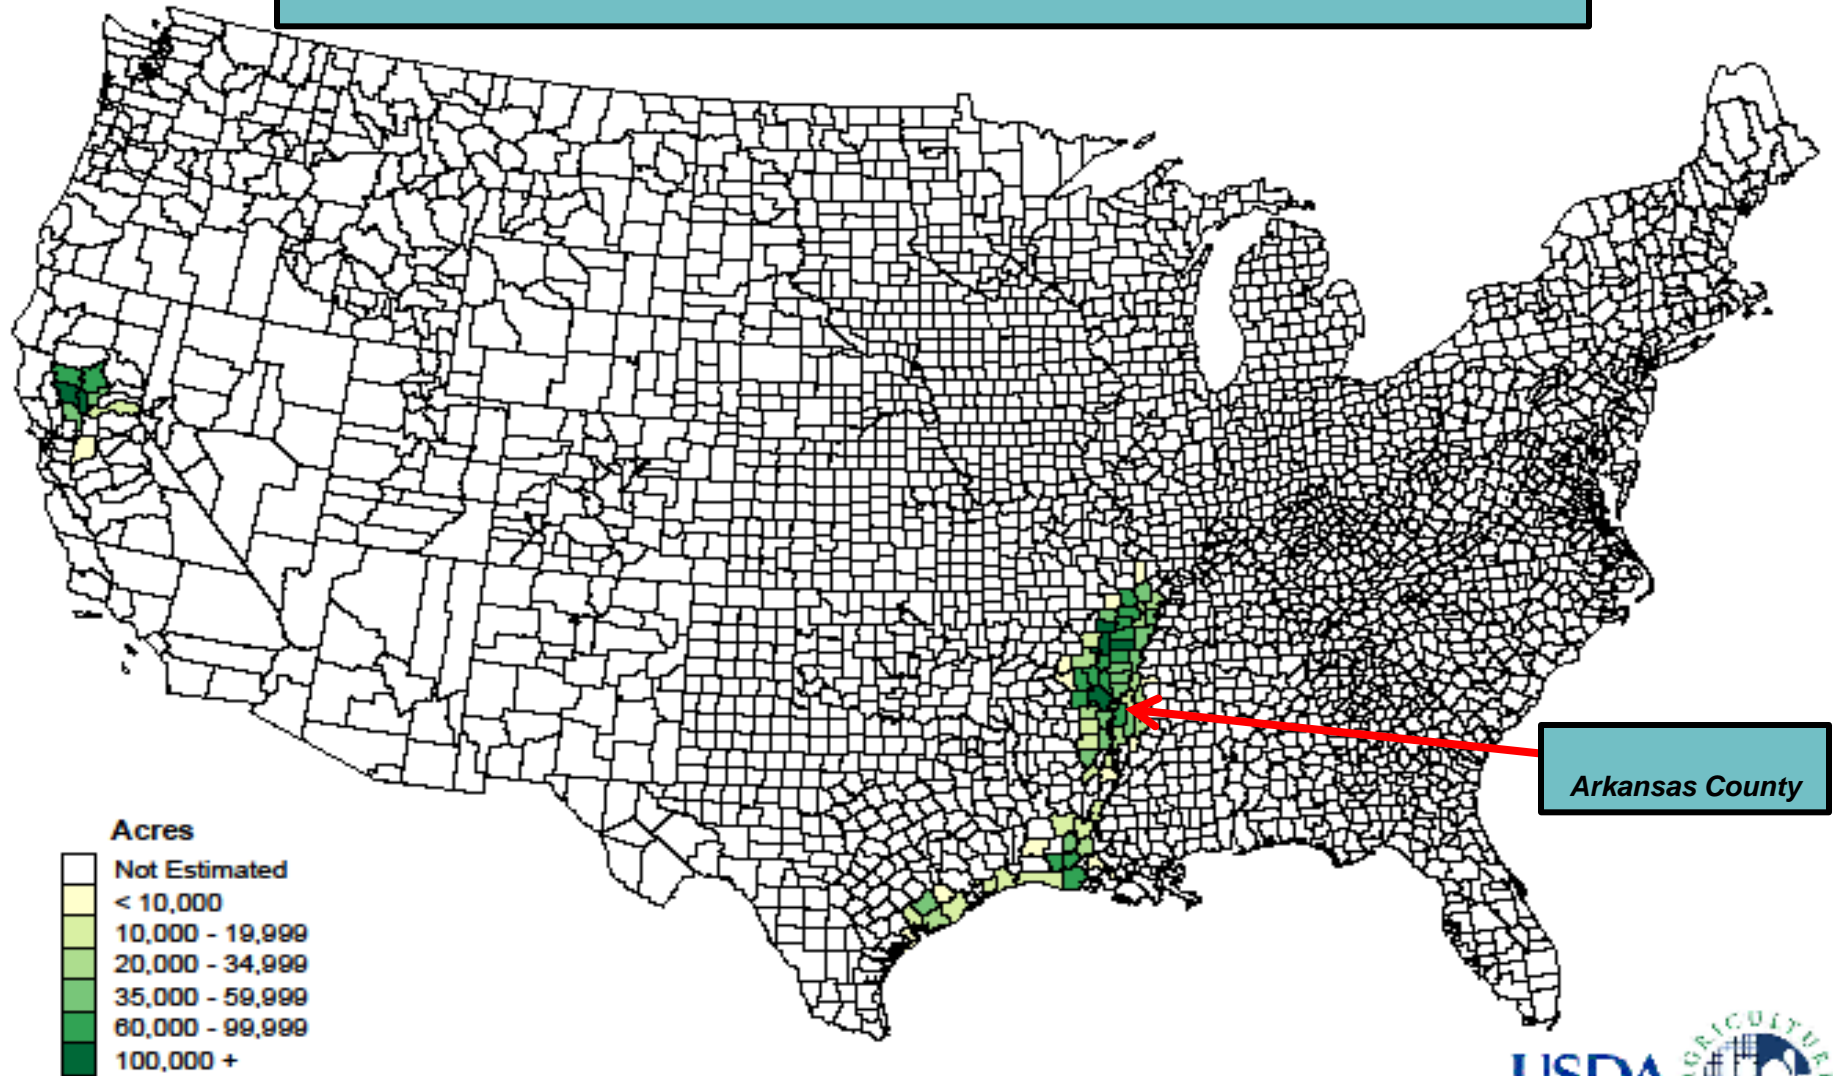 Arkansas County
Acres
Not Estimated
< 10,000
10,000 - 19,999
20,000 - 34,999
35,000 - 59,999
60,000 - 99,999
100,000 +
USDA